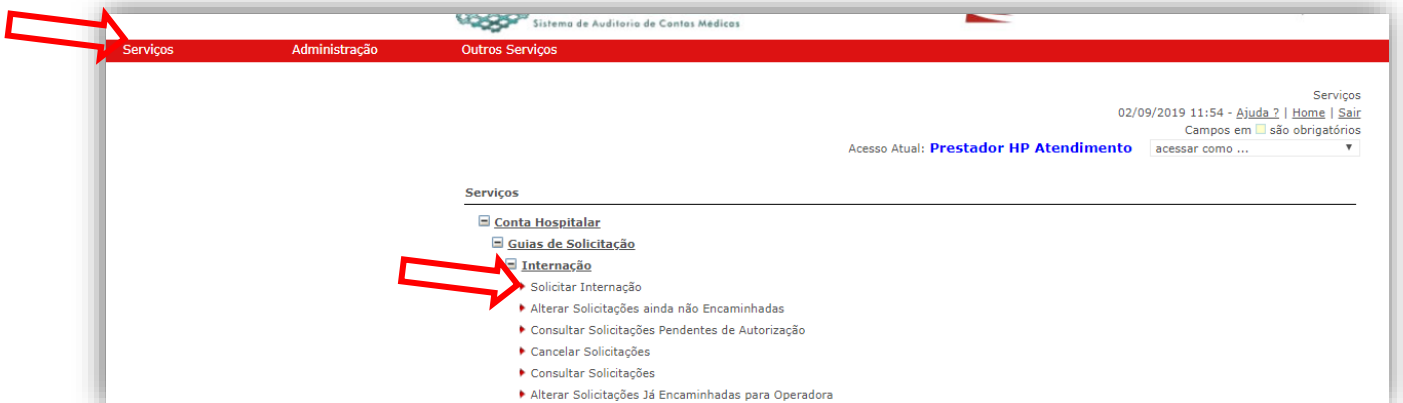 Sistema de Auditoria de Contas Médicas
Serviços Administração Outros Serviços
Serviços
02/09/2019 11:54 - Ajuda ? | Home | Sair
Campos em são obrigatórios
Acesso Atual: Prestador HP Atendimento acessar como ...
Serviços
Conta Hospitalar
Guias de Solicitação
Internação
Solicitar Internação
Alterar Solicitações ainda não Encaminhadas
Consultar Solicitações Pendentes de Autorização
Cancelar Solicitações
Consultar Solicitações
Alterar Solicitações Já Encaminhadas para Operadora